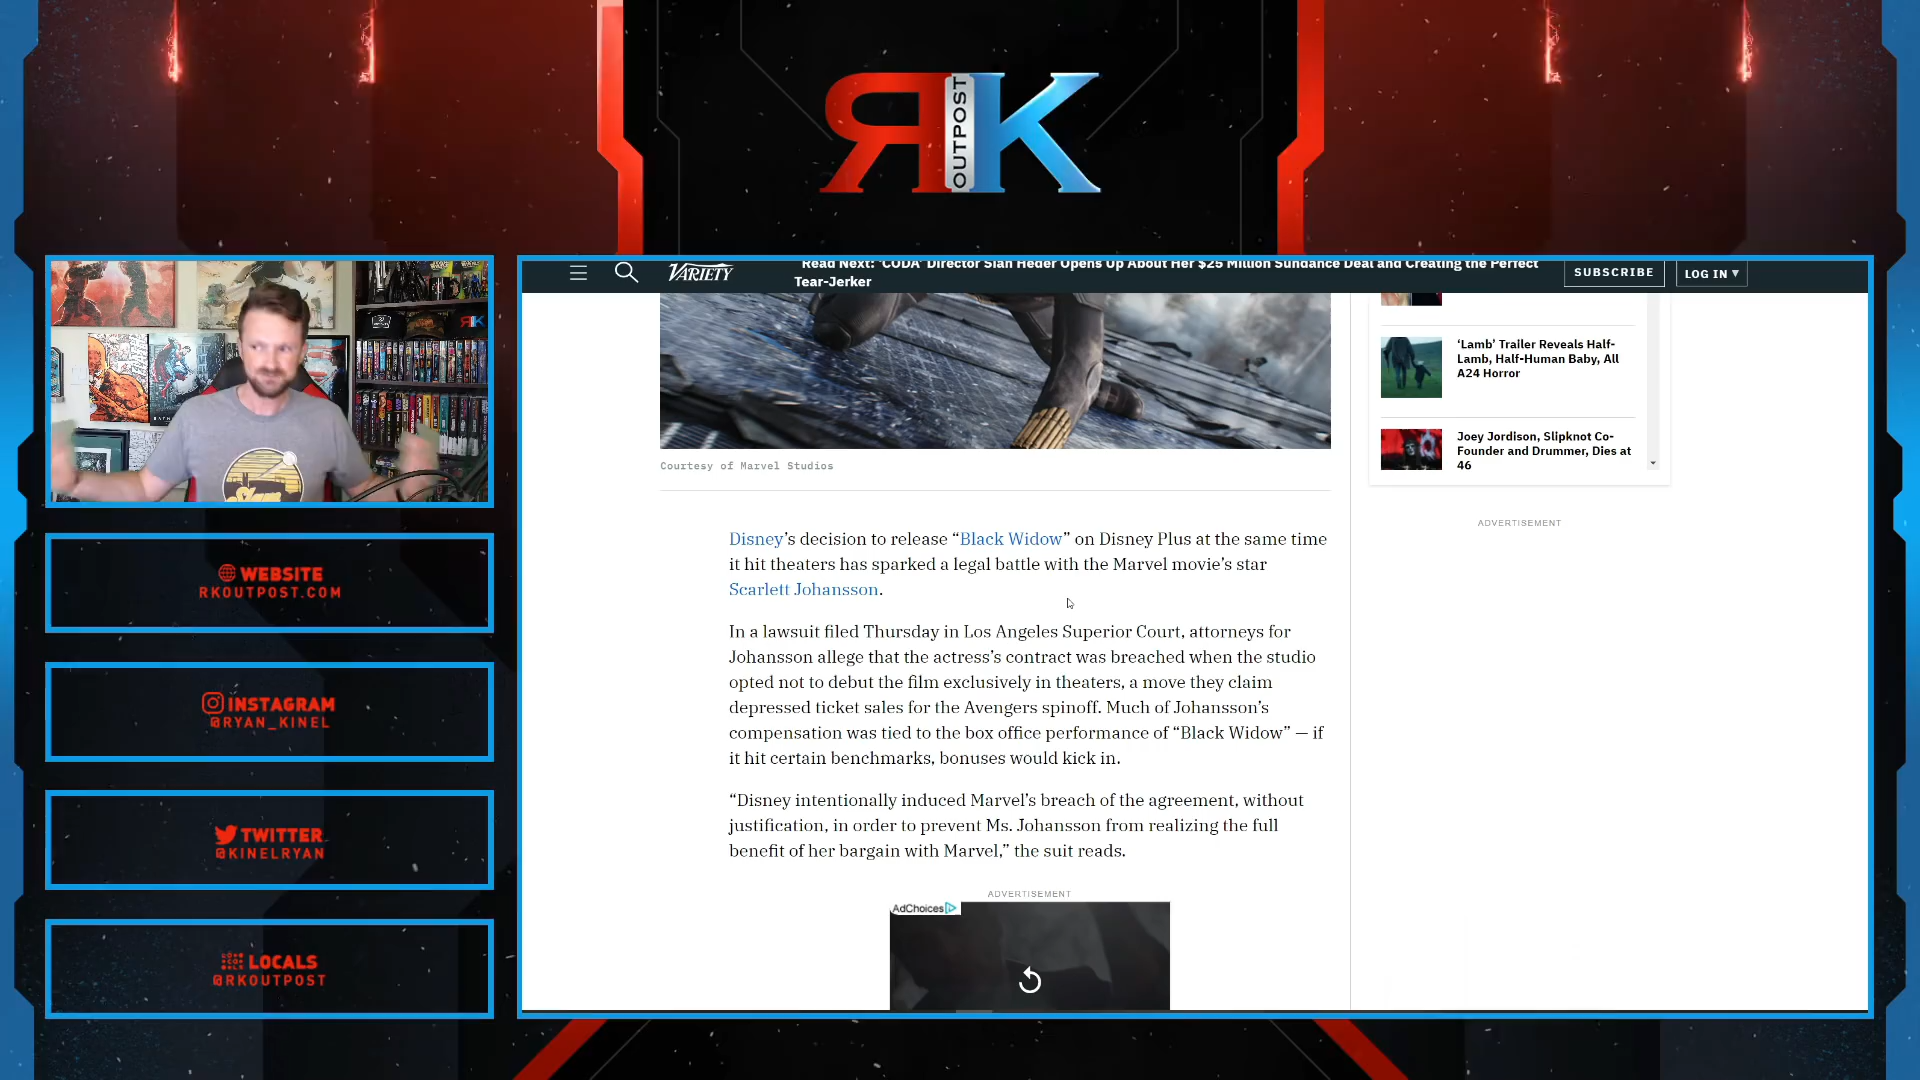 RK
OUTPOST
VARIETY
Read Next: 'CODA' Director Sian Heder Opens Up About Her $25 Million Sundance Deal and Creating the Perfect
Tear-Jerker
SUBSCRIBE
LOG IN ▾
Courtesy of Marvel Studios
Disney’s decision to release “Black Widow” on Disney Plus at the same time
it hit theaters has sparked a legal battle with the Marvel movie’s star
Scarlett Johansson.
In a lawsuit filed Thursday in Los Angeles Superior Court, attorneys for
Johansson allege that the actress’s contract was breached when the studio
opted not to debut the film exclusively in theaters, a move they claim
depressed ticket sales for the Avengers spinoff. Much of Johansson’s
compensation was tied to the box office performance of “Black Widow” — if
it hit certain benchmarks, bonuses would kick in.
“Disney intentionally induced Marvel’s breach of the agreement, without
justification, in order to prevent Ms. Johansson from realizing the full
benefit of her bargain with Marvel,” the suit reads.
ADVERTISEMENT
AdChoices
‘Lamb’ Trailer Reveals Half-
Lamb, Half-Human Baby, All
A24 Horror
Joey Jordison, Slipknot Co-
Founder and Drummer, Dies at
46
ADVERTISEMENT
WEBSITE
RKOUTPOST.COM
INSTAGRAM
@RYAN_KINEL
TWITTER
@KINELRYAN
LOCALS
@RKOUTPOST